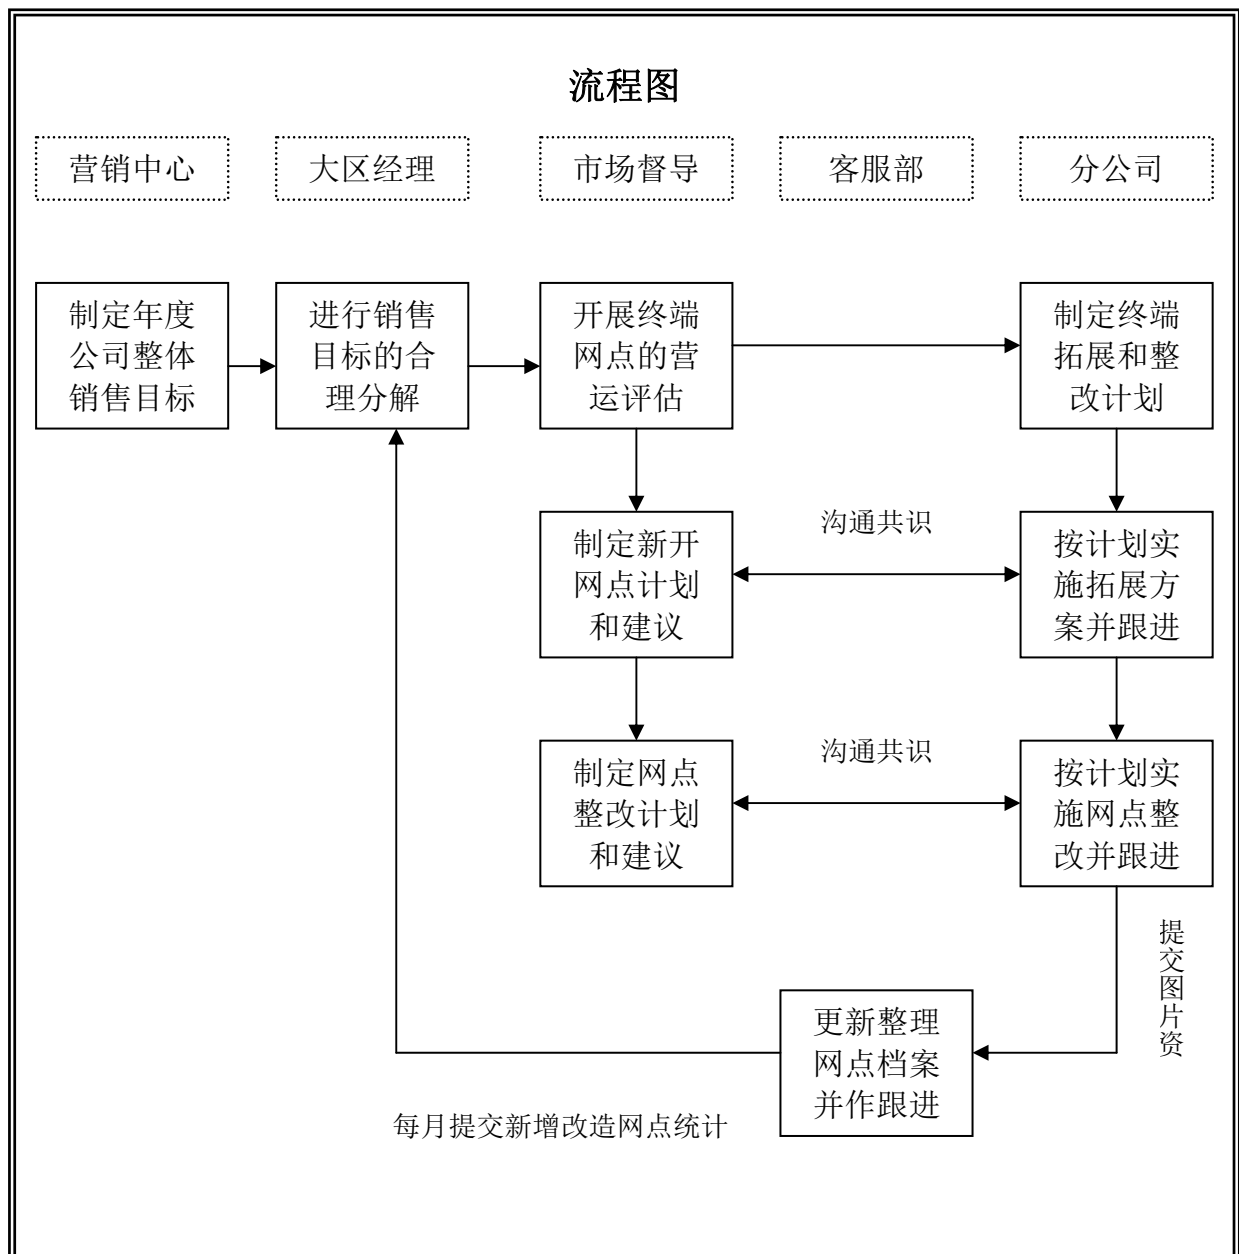 流程图
营销中心
大区经理
市场督导
客服部
分公司
制定年度
公司整体
销售目标
进行销售
目标的合
理分解
开展终端
网点的营
运评估
制定终端
拓展和整
改计划
制定新开
网点计划
和建议
沟通共识
按计划实
施拓展方
案并跟进
制定网点
整改计划
和建议
沟通共识
按计划实
施网点整
改并跟进
提交图片资
更新整理
网点档案
并作跟进
每月提交新增改造网点统计